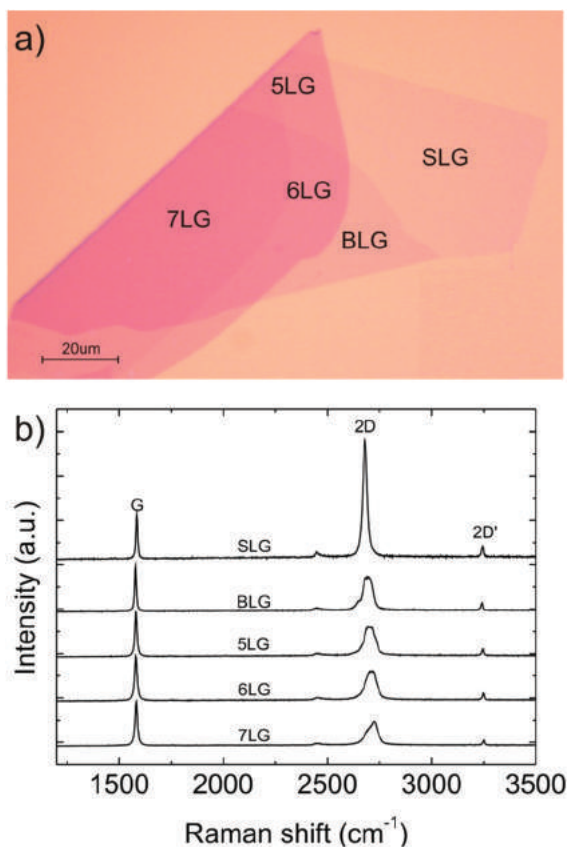 a)
5LG
SLG
6LG
7LG
BLG
20um
b)
2D
G
2D'
SLG
BLG
5LG
6LG
7LG
Intensity (a.u.)
1500 2000 2500 3000 3500
Raman shift (cm⁻¹)